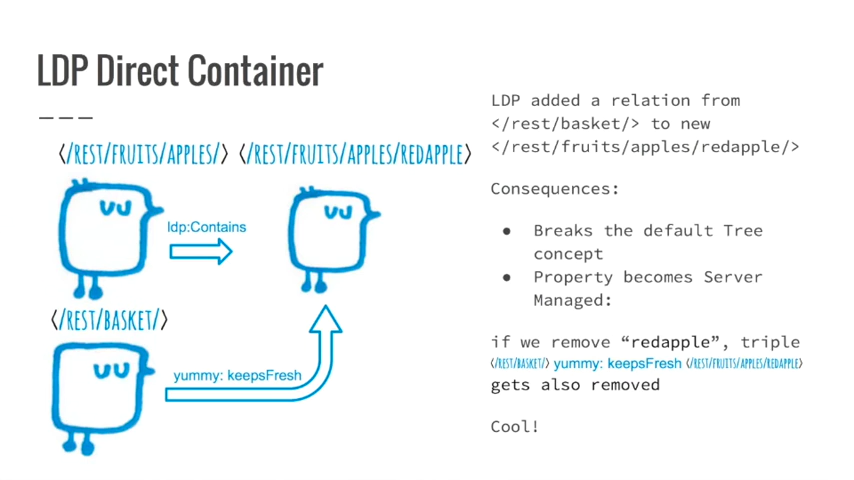 LDP Direct Container
</REST/FRUITS/APPLES/> </REST/FRUITS/APPLES/REDAPPLE>
ldp:Contains
</REST/BASKET/>
yummy: keepsFresh
LDP added a relation from
</rest/basket/> to new
</rest/fruits/apples/redapple/>
Consequences:
● Breaks the default Tree
concept
● Property becomes Server
Managed:
if we remove “redapple”, triple
</REST/BASKET/> yummy: keepsFresh </REST/FRUITS/APPLES/REDAPPLE>
gets also removed
Cool!